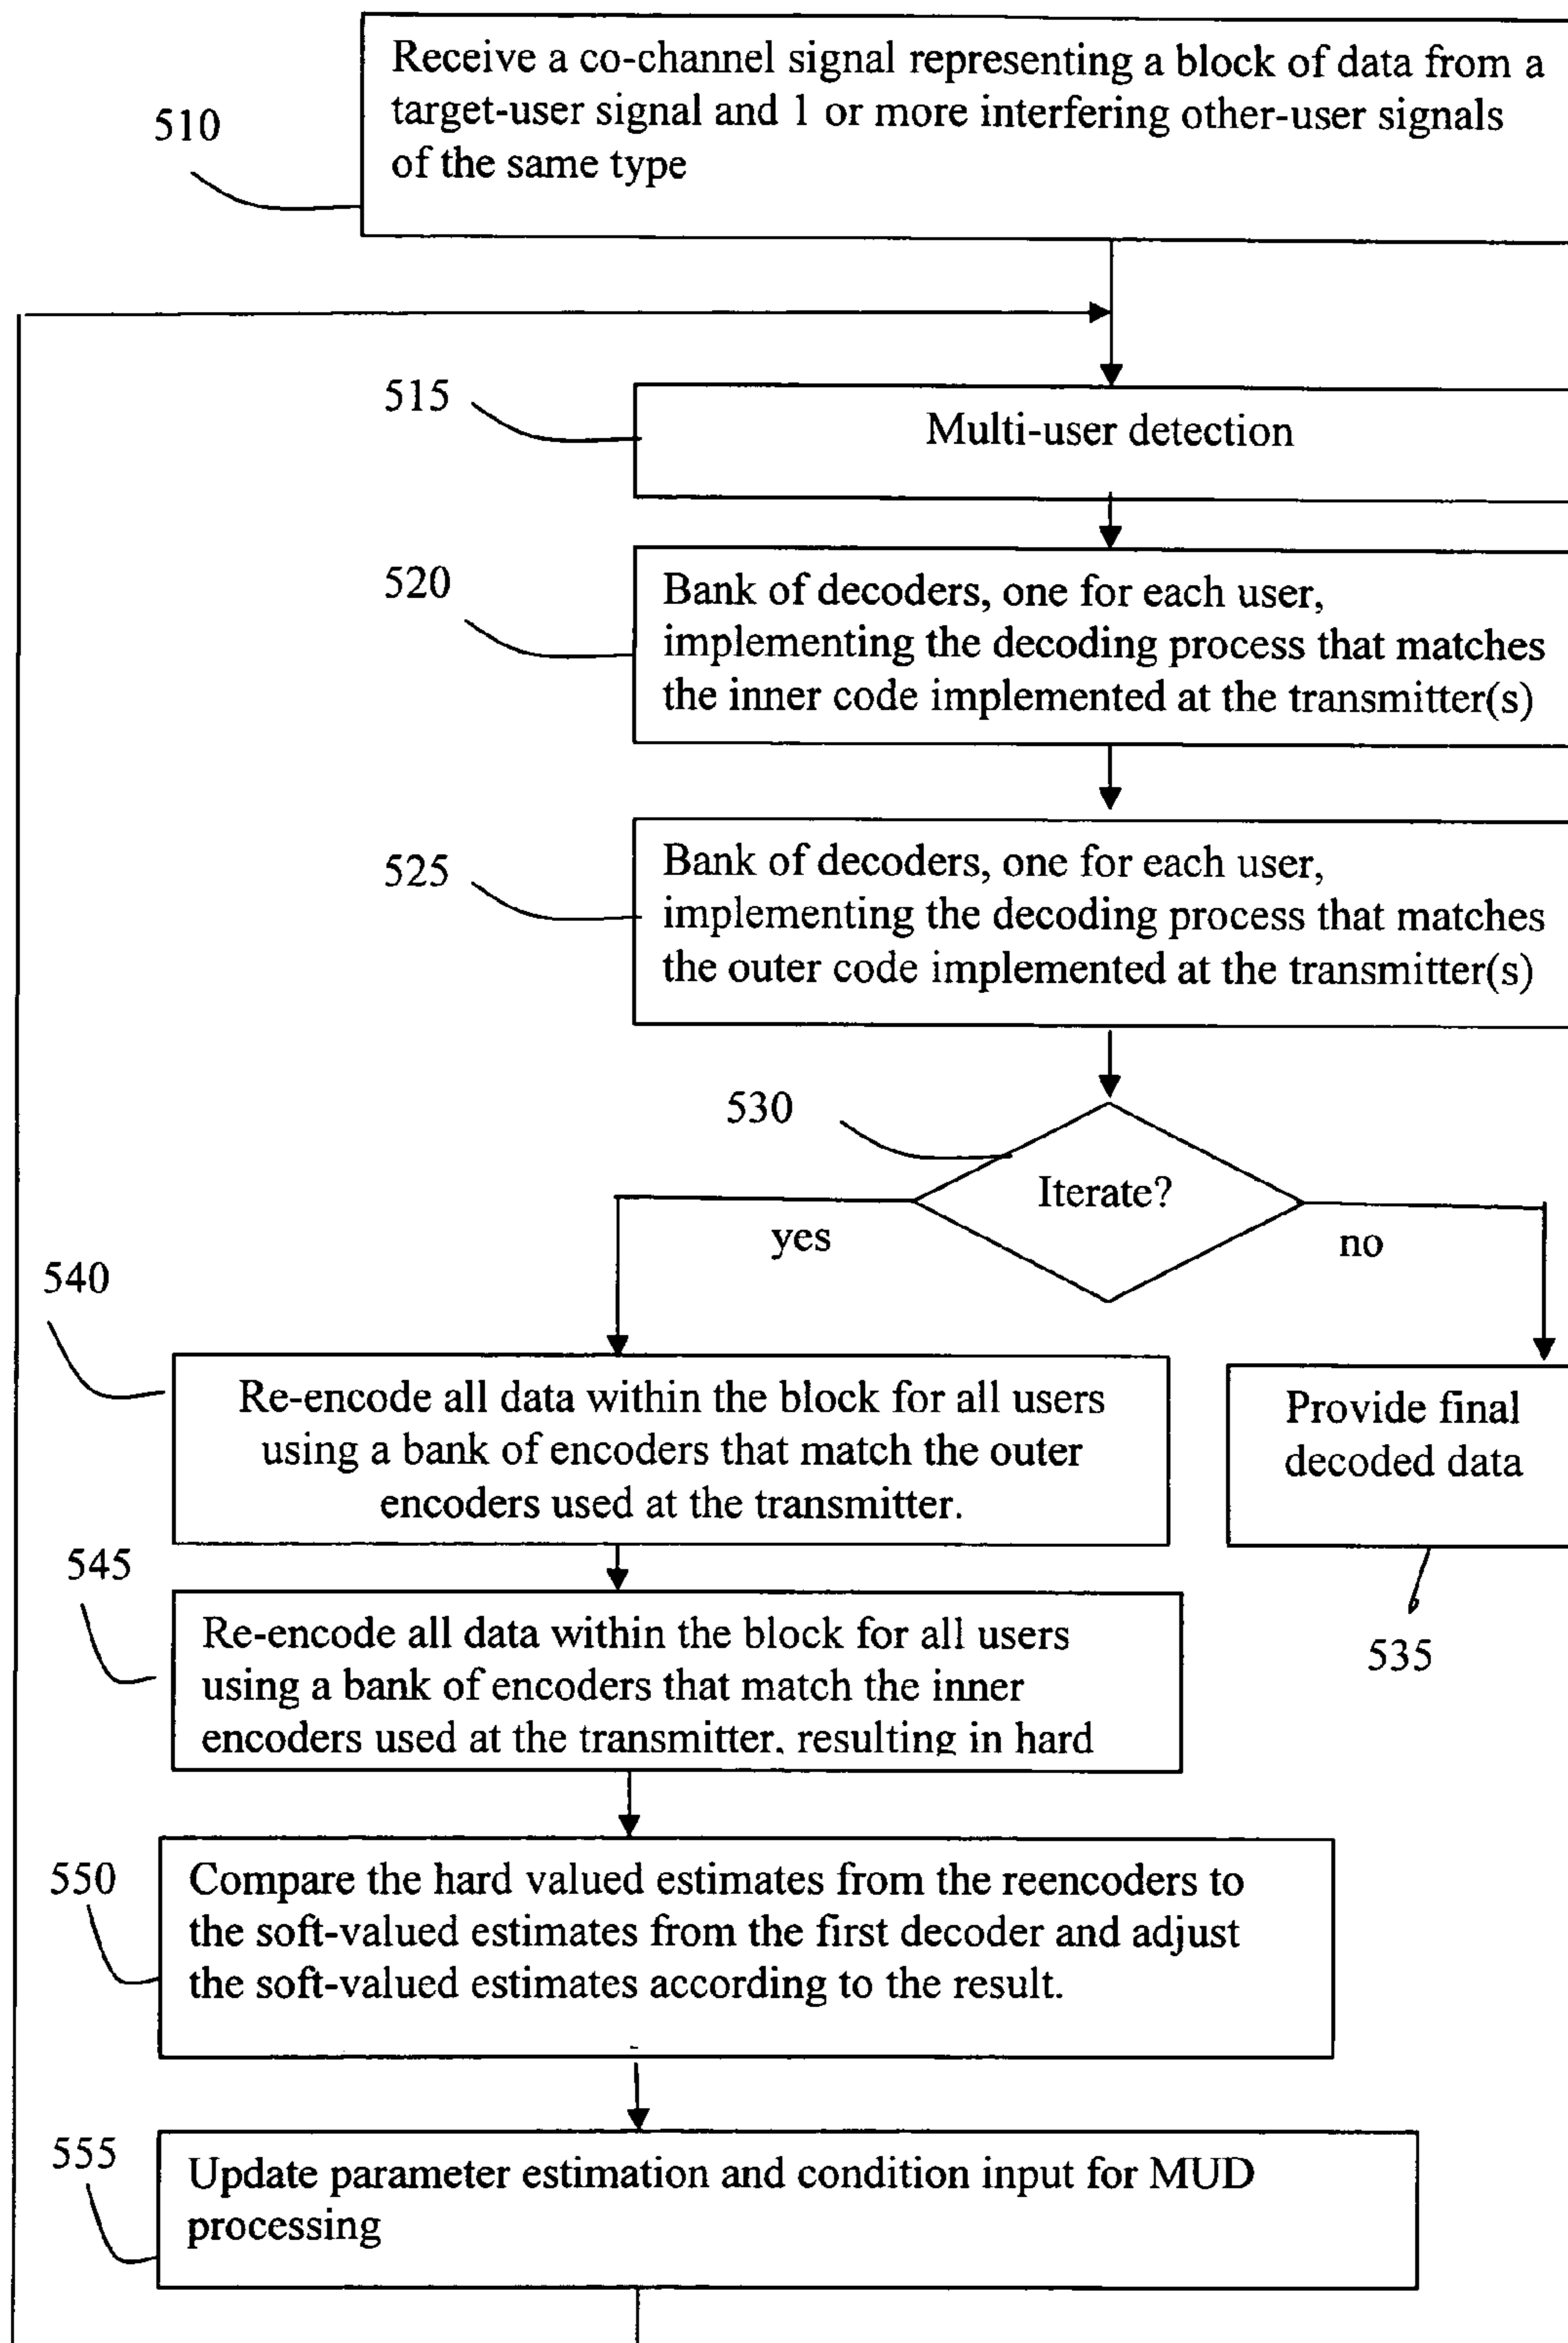 Receive a co-channel signal representing a block of data from a
target-user signal and 1 or more interfering other-user signals
of the same type
510
515
Multi-user detection
520
Bank of decoders, one for each user,
implementing the decoding process that matches
the inner code implemented at the transmitter(s)
525
Bank of decoders, one for each user,
implementing the decoding process that matches
the outer code implemented at the transmitter(s)
530
Iterate?
yes
no
540
Re-encode all data within the block for all users
using a bank of encoders that match the outer
encoders used at the transmitter.
Provide final
decoded data
535
545
Re-encode all data within the block for all users
using a bank of encoders that match the inner
encoders used at the transmitter, resulting in hard
550
Compare the hard valued estimates from the reencoders to
the soft-valued estimates from the first decoder and adjust
the soft-valued estimates according to the result.
555
Update parameter estimation and condition input for MUD
processing